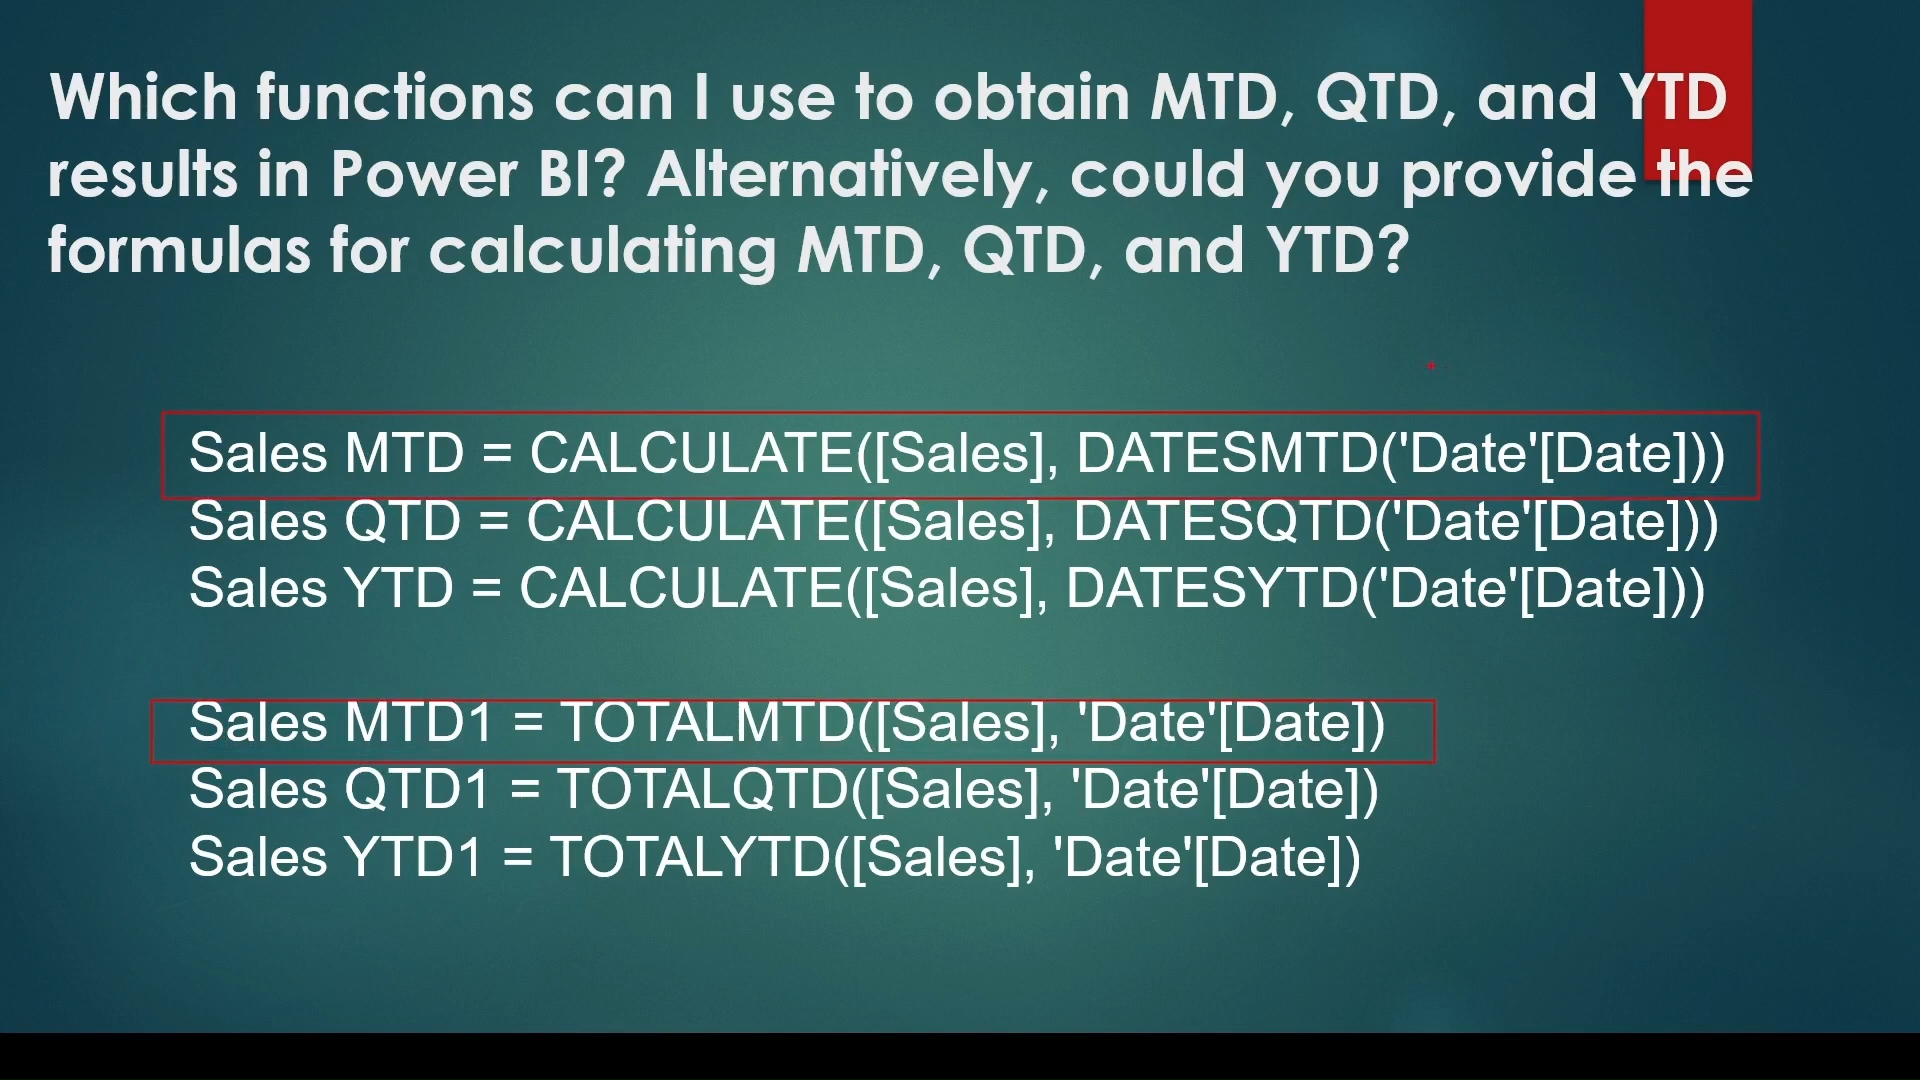 Which functions can I use to obtain MTD, QTD, and YTD
results in Power BI? Alternatively, could you provide the
formulas for calculating MTD, QTD, and YTD?
Sales MTD = CALCULATE([Sales], DATESMTD('Date'[Date]))
Sales QTD = CALCULATE([Sales], DATESQTD('Date'[Date]))
Sales YTD = CALCULATE([Sales], DATESYTD('Date'[Date]))
Sales MTD1 = TOTALMTD([Sales], 'Date'[Date])
Sales QTD1 = TOTALQTD([Sales], 'Date'[Date])
Sales YTD1 = TOTALYTD([Sales], 'Date'[Date])